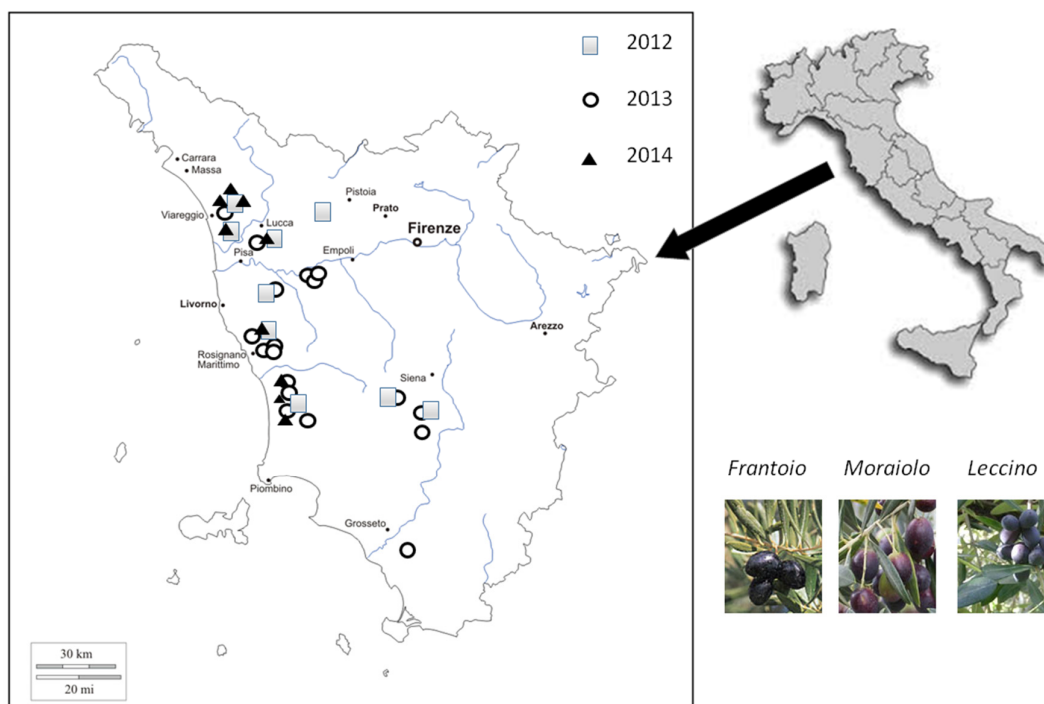 2012
2013
2014
Carrara
Massa
Pistoia
Prato
Viareggio
Lucca
Firenze
Pisa
Empoli
Livorno
Arezzo
Rosignano
Marittimo
Siena
Piombino
Grosseto
30 km
20 mi
Frantoio Moraiolo Leccino